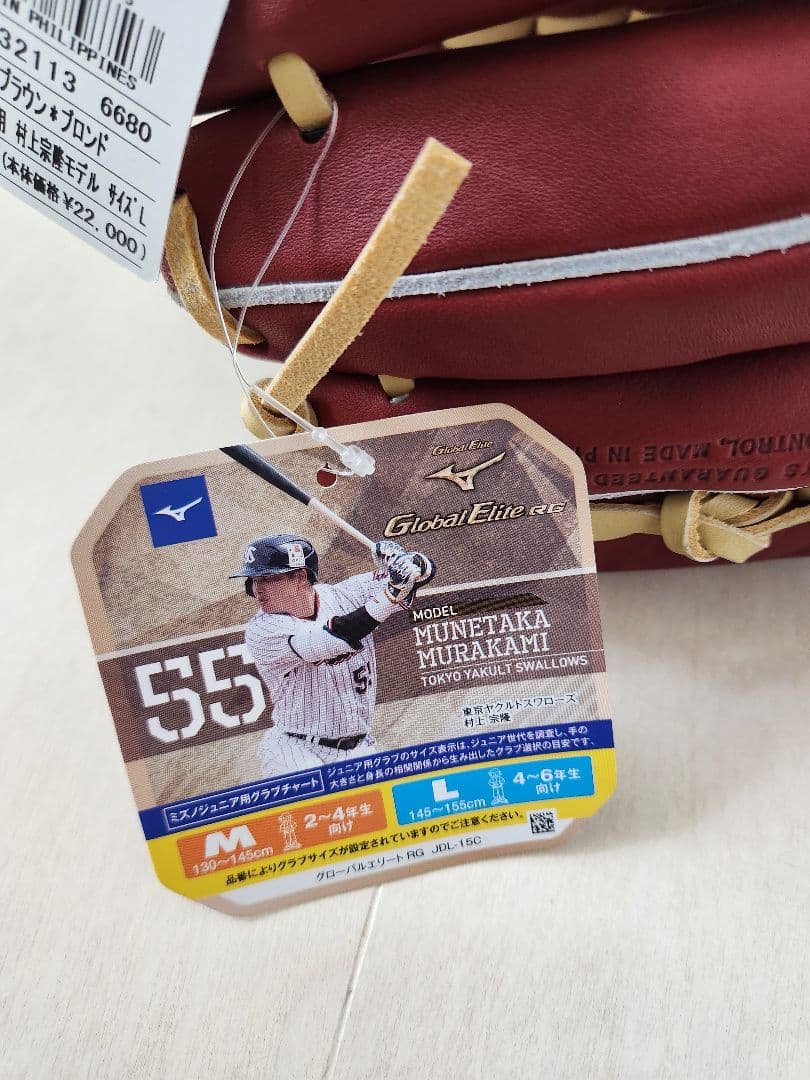 IN PHILIPPINES
32113 6680
ブラウン*ブロンド
用 村上宗隆モデル サイズL
(本体価格¥22.000)
S GUARANTEED
ONTROL, MADE IN P
Global Elite
Global Elite RG
MODEL
MUNETAKA
MURAKAMI
TOKYO YAKULT SWALLOWS
55
東京ヤクルトスワローズ
村上 宗隆
ミズノジュニア用グラブチャート
ジュニア用グラブのサイズ表示は、ジュニア世代を調査し、手の
大きさと身長の相関関係から生み出したグラブ選択の目安です。
M
130〜145cm
2〜4年生
向け
L
145〜155cm
4〜6年生
向け
品番によりグラブサイズが設定されていますのでご注意ください。
グローバルエリート RG JDL-15C